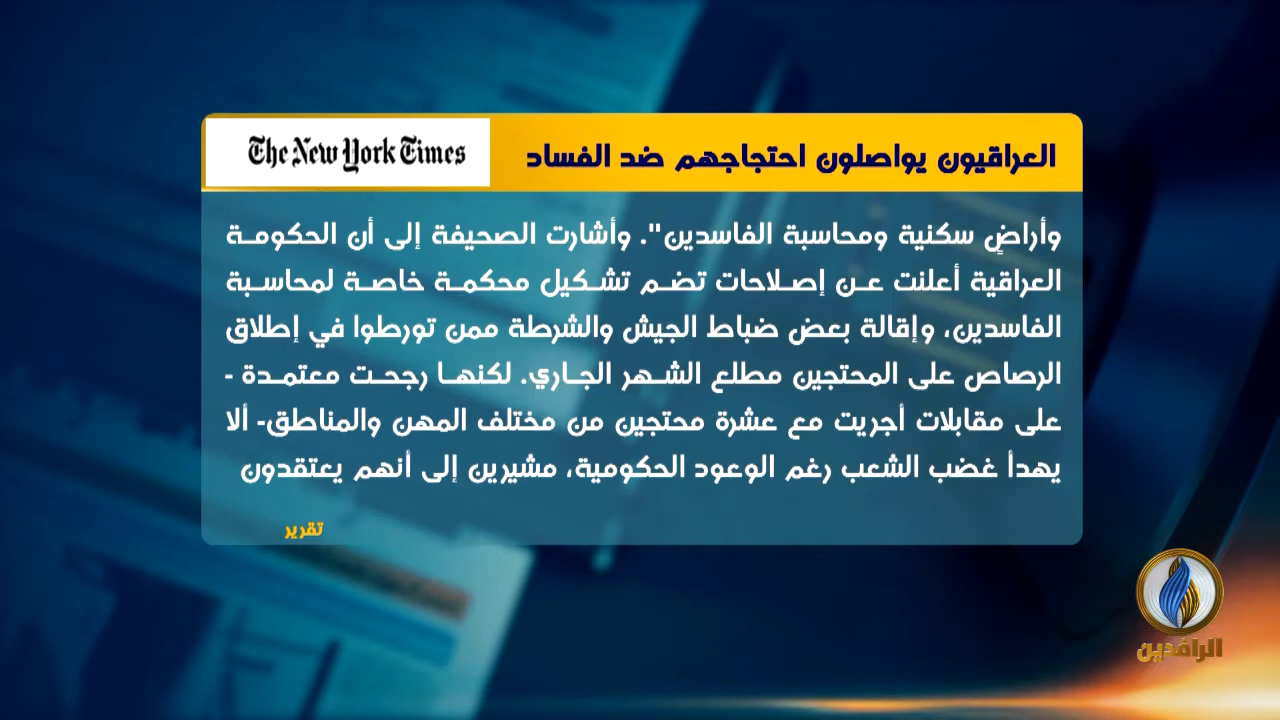 العراقيون يواصلون احتجاجهم ضد الفساد
The New York Times
وأراضٍ سكنية ومحاسبة الفاسدين". وأشارت الصحيفة إلى أن الحكومة
العراقية أعلنت عن إصلاحات تضم تشكيل محكمة خاصة لمحاسبة
الفاسدين، وإقالة بعض ضباط الجيش والشرطة ممن تورطوا في إطلاق
الرصاص على المحتجين مطلع الشهر الجاري. لكنها رجحت معتمدة -
على مقابلات أجريت مع عشرة محتجين من مختلف المهن والمناطق- ألا
يهدأ غضب الشعب رغم الوعود الحكومية، مشيرين إلى أنهم يعتقدون
تقرير
الرافدين